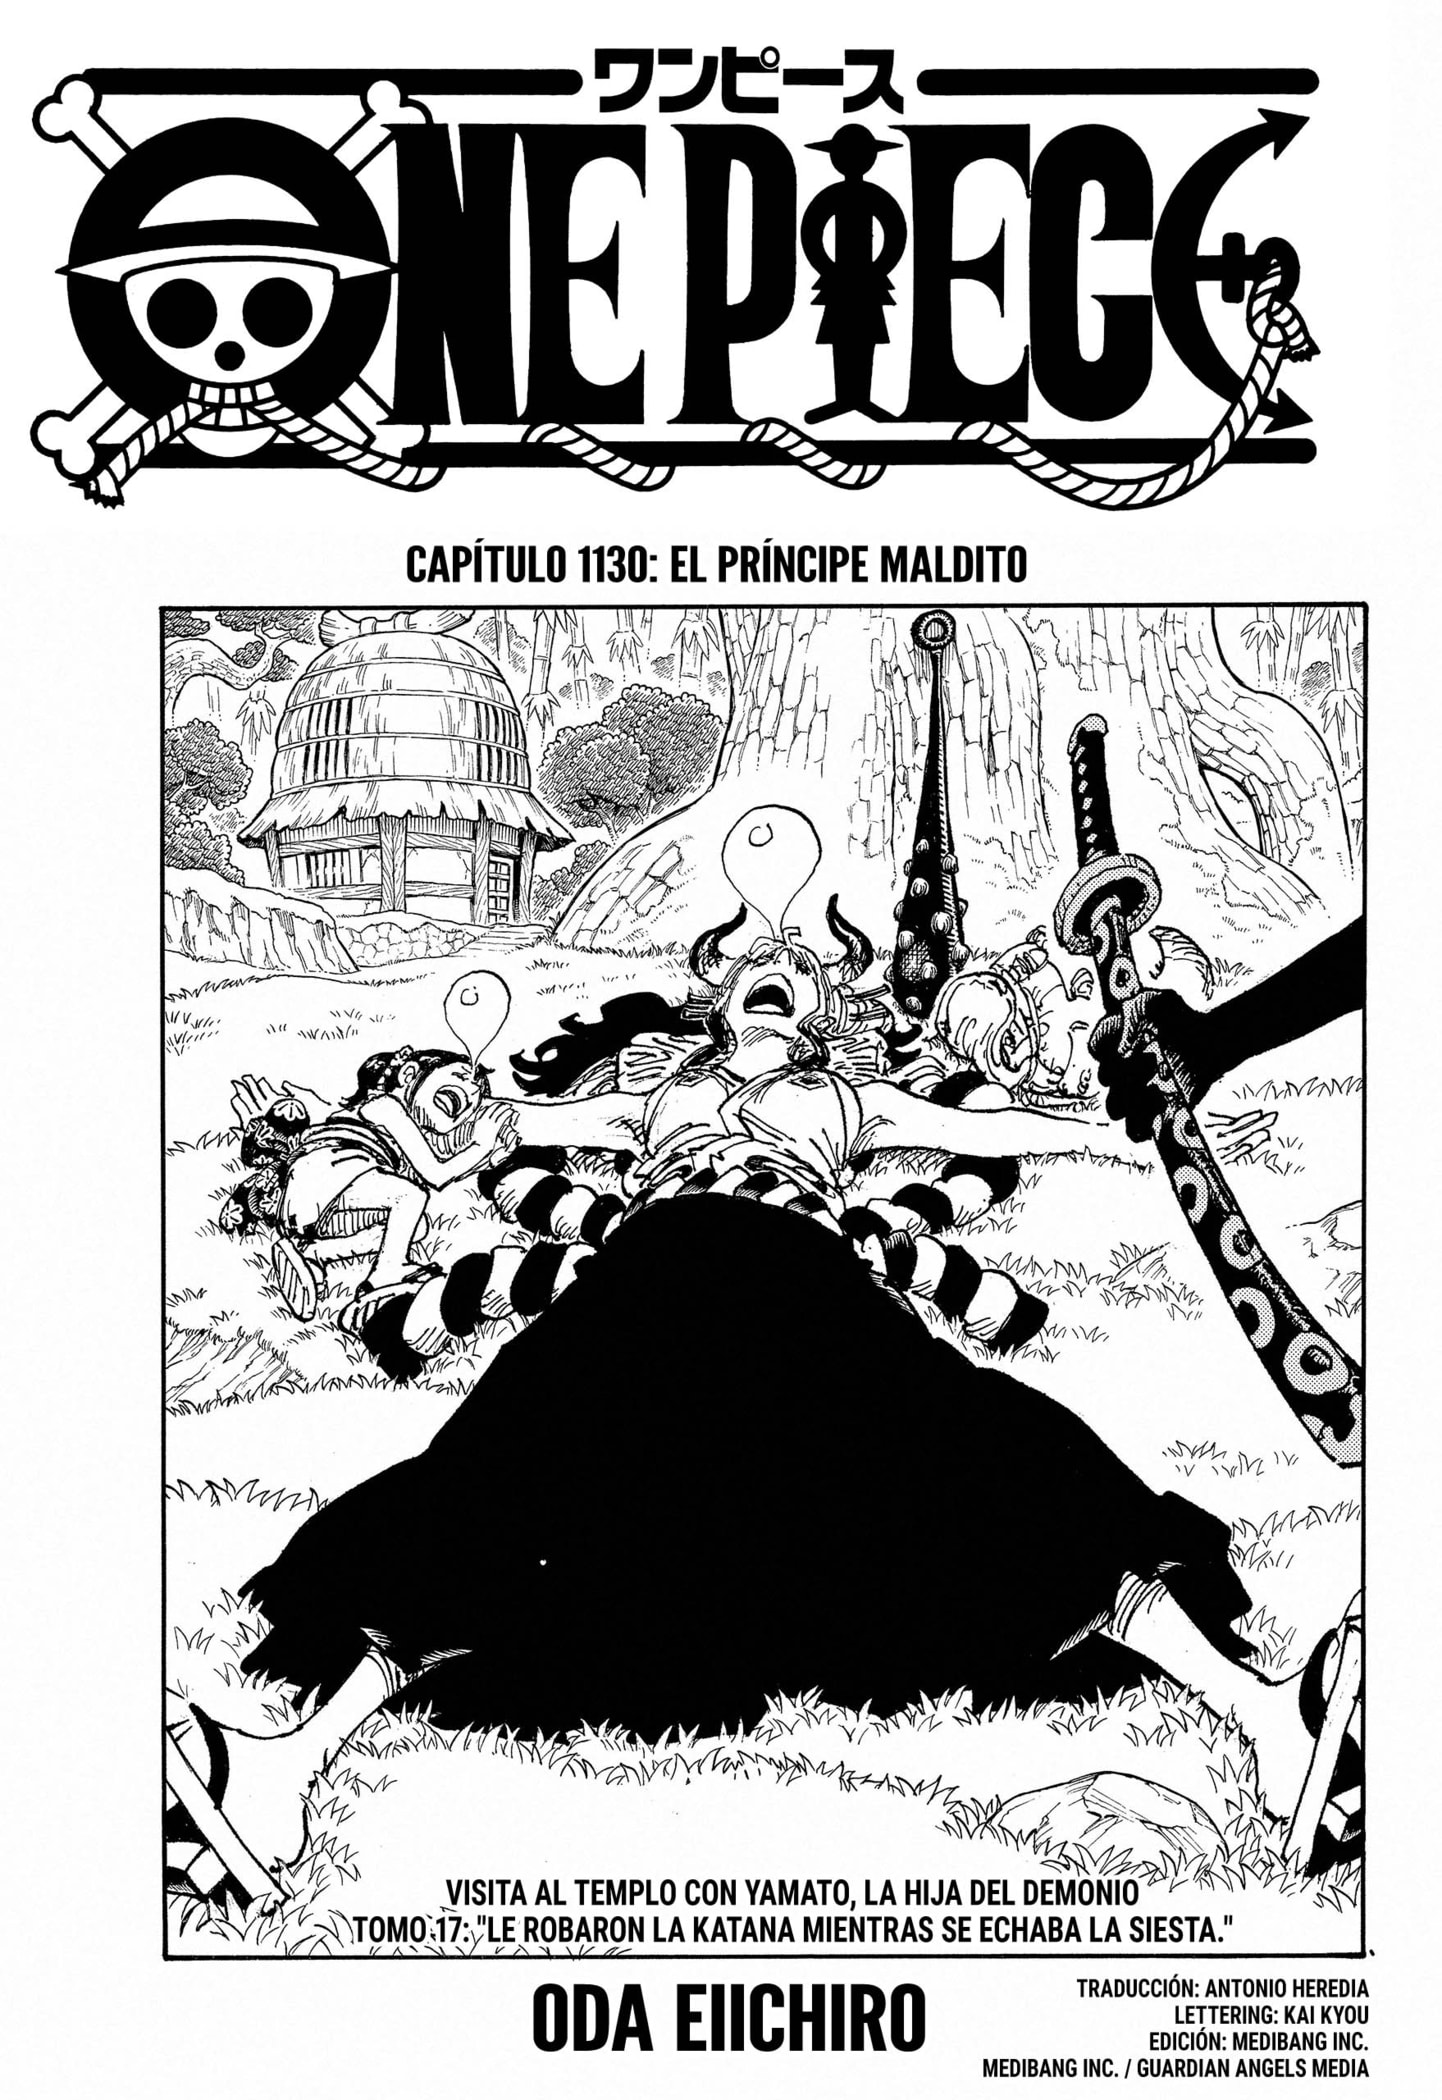 ワンピース
ONE PIECE
CAPÍTULO 1130: EL PRÍNCIPE MALDITO
VISITA AL TEMPLO CON YAMATO, LA HIJA DEL DEMONIO
TOMO 17: "LE ROBARON LA KATANA MIENTRAS SE ECHABA LA SIESTA."
ODA EIICHIRO
TRADUCCIÓN: ANTONIO HEREDIA
LETTERING: KAI KYOU
EDICIÓN: MEDIBANG INC.
MEDIBANG INC. / GUARDIAN ANGELS MEDIA